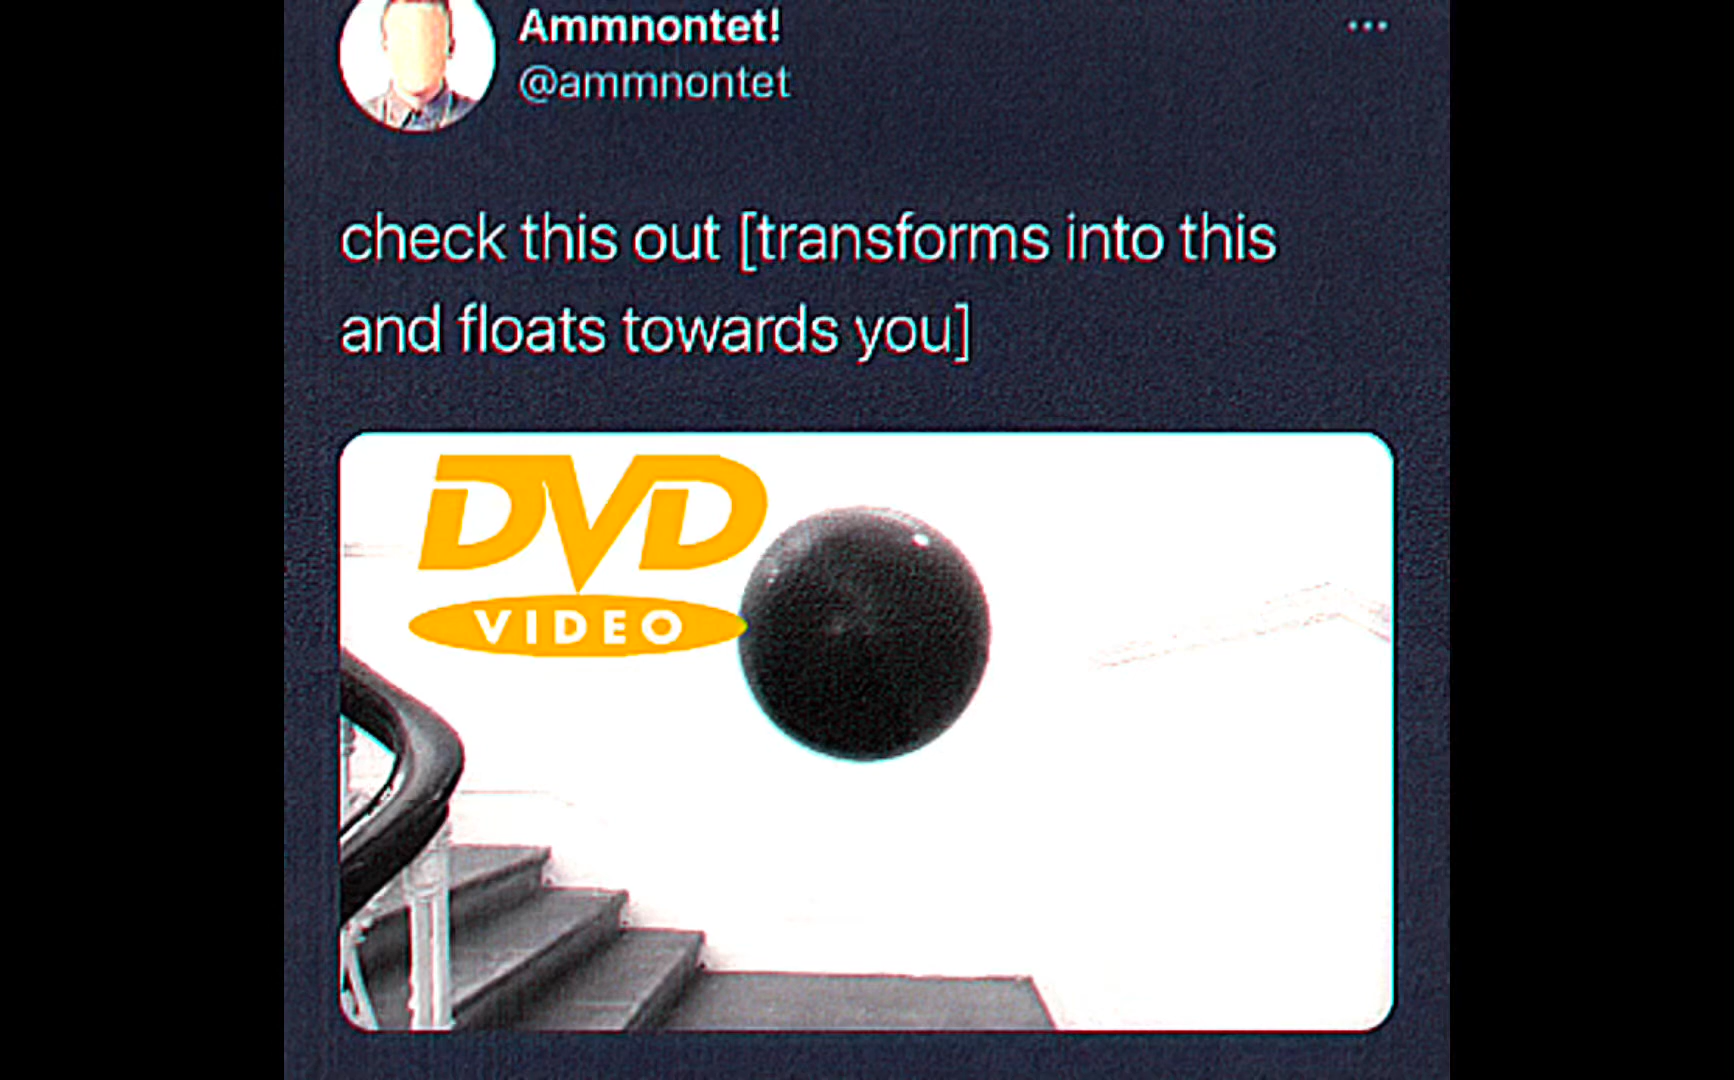 Ammnontet!
@ammnontet
check this out [transforms into this
and floats towards you]
DVD
VIDEO